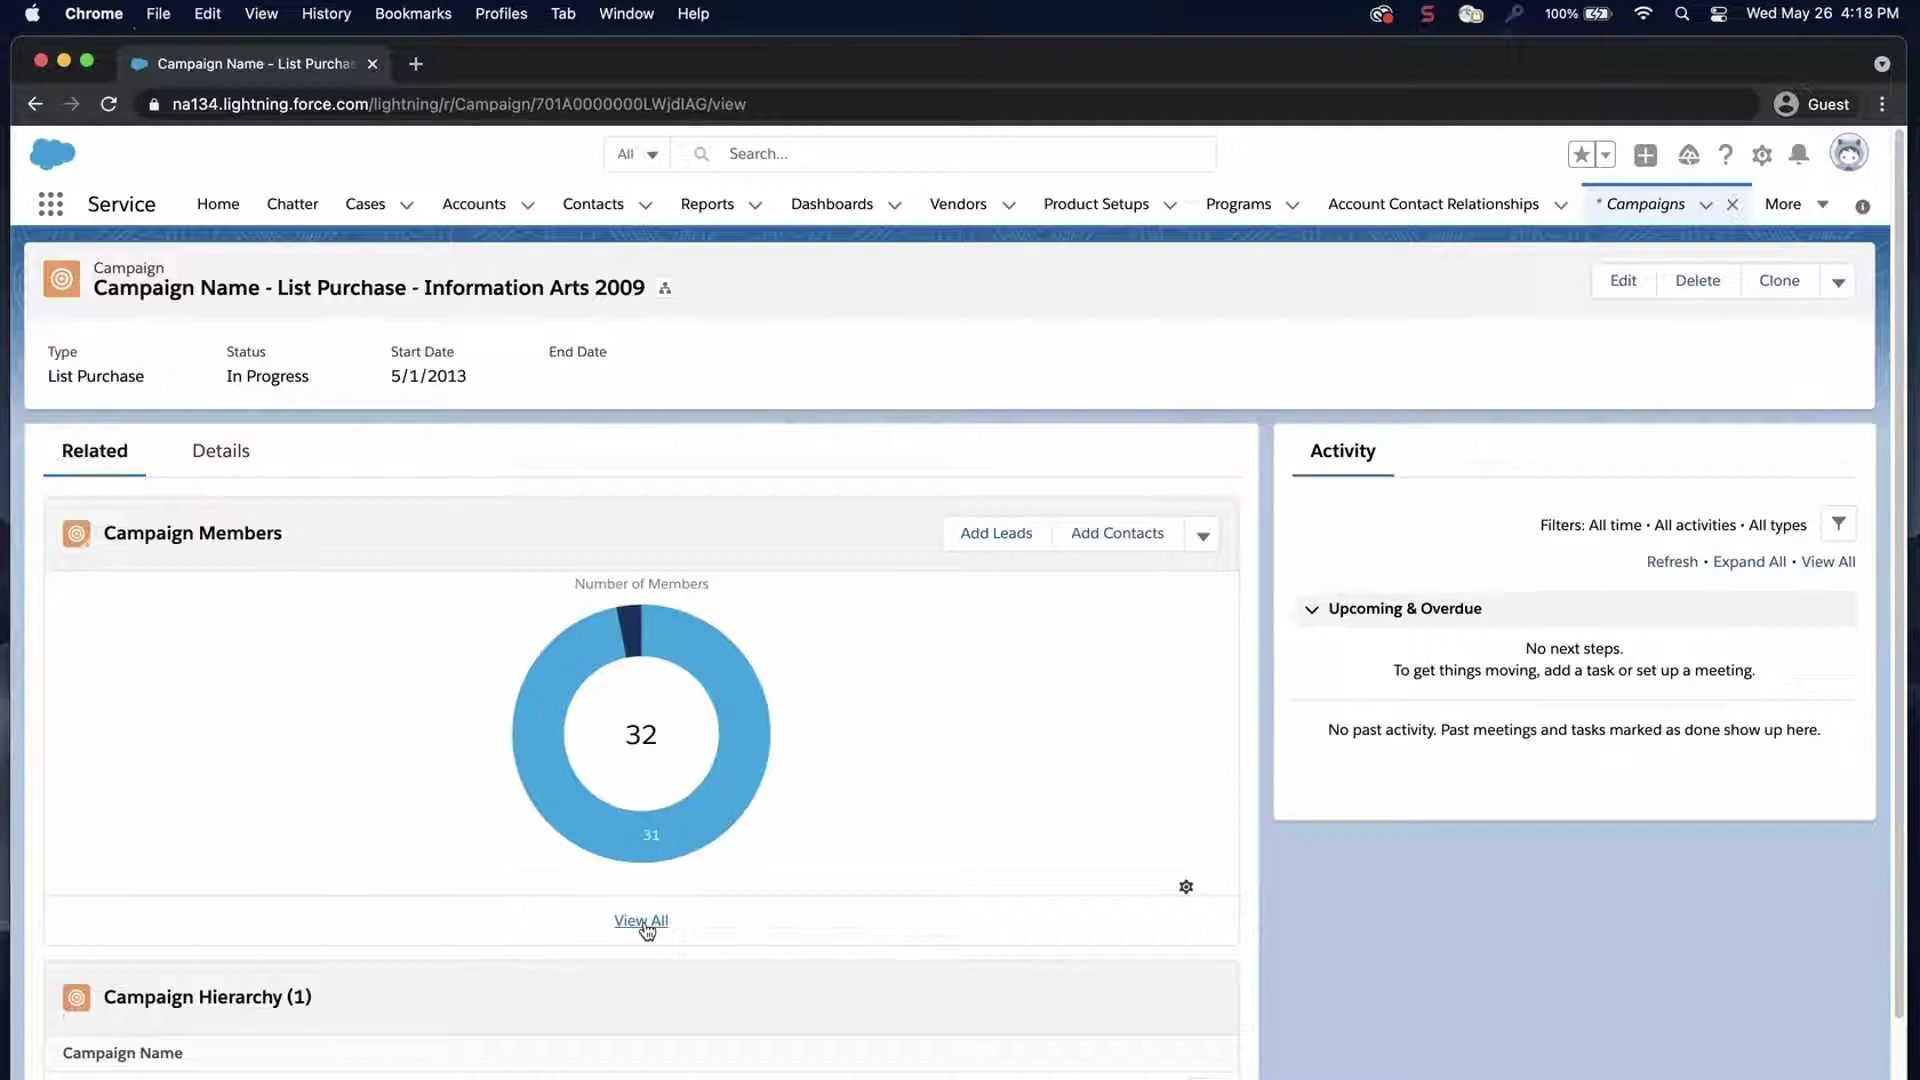 Chrome File Edit View History Bookmarks Profiles Tab Window Help 100% Wed May 26 4:18 PM
Campaign Name - List Purcha
na134.lightning.force.com/lightning/r/Campaign/701A0000000LWjdIAG/view Guest
All Search...
Service Home Chatter Cases Accounts Contacts Reports Dashboards Vendors Product Setups Programs Account Contact Relationships * Campaigns More
Campaign
Campaign Name - List Purchase - Information Arts 2009
Edit Delete Clone
Type Status Start Date End Date
List Purchase In Progress 5/1/2013
Related Details
Activity
Campaign Members
Add Leads Add Contacts
Number of Members
32
31
View All
Filters: All time • All activities • All types
Refresh • Expand All • View All
Upcoming & Overdue
No next steps.
To get things moving, add a task or set up a meeting.
No past activity. Past meetings and tasks marked as done show up here.
Campaign Hierarchy (1)
Campaign Name